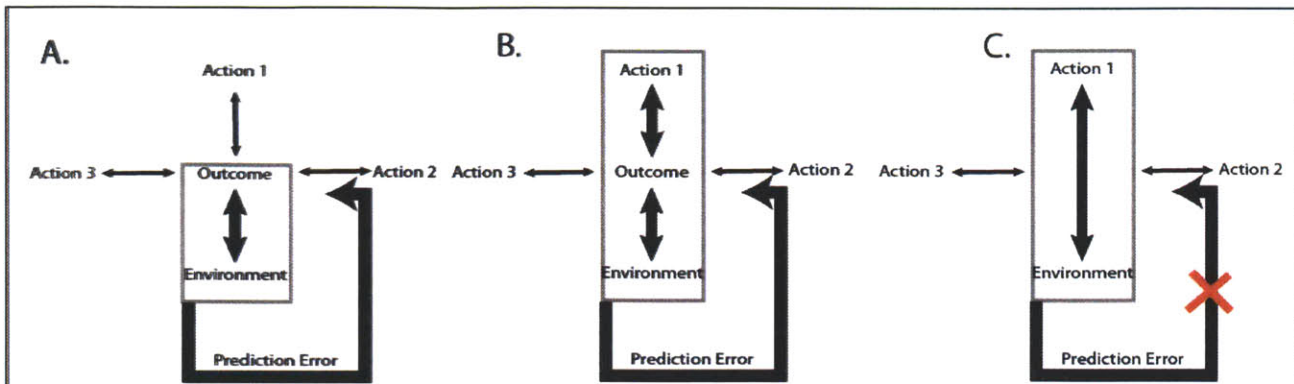 A.
Action 1
Action 3
Outcome
Action 2
Environment
Prediction Error
B.
Action 1
Action 3
Outcome
Action 2
Environment
Prediction Error
C.
Action 1
Action 3
Action 2
Environment
Prediction Error